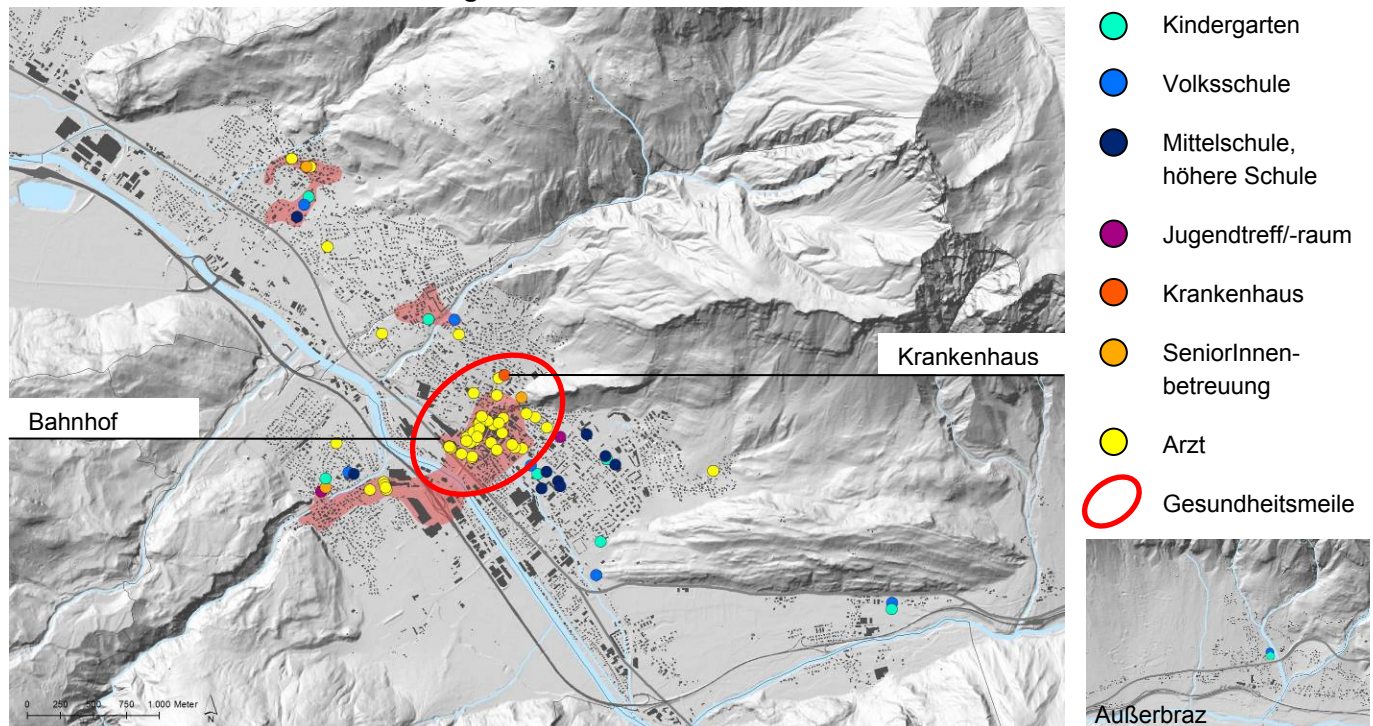 Kindergarten
Volksschule
Mittelschule,
höhere Schule
Jugendtreff/-raum
Krankenhaus
SeniorInnen-
betreuung
Arzt
Gesundheitsmeile
Krankenhaus
Bahnhof
0 250 500 750 1.000 Meter
Außerbraz